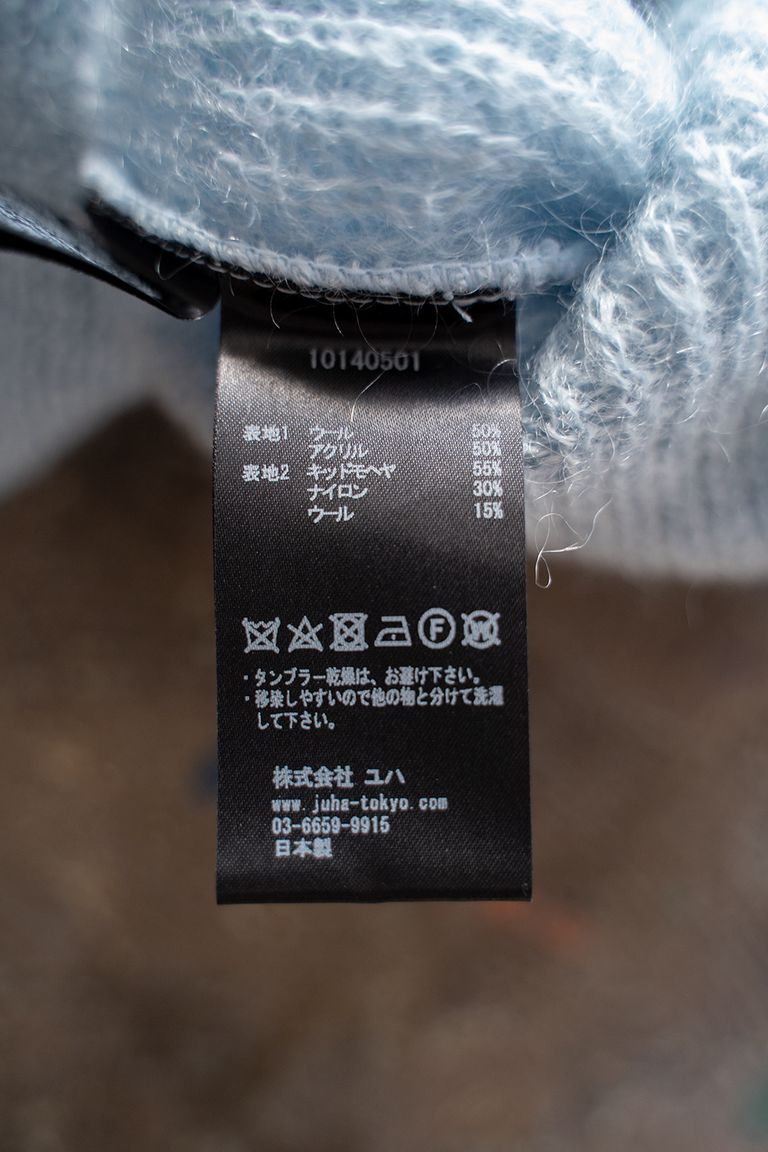 10140501
表地1 ウール 50%
アクリル 50%
表地2 キッドモヘヤ 55%
ナイロン 30%
ウール 15%
F W
・タンブラー乾燥は、お避け下さい。
・移染しやすいので他の物と分けて洗濯
して下さい。
株式会社 ユハ
www.juha-tokyo.com
03-6659-9915
日本製